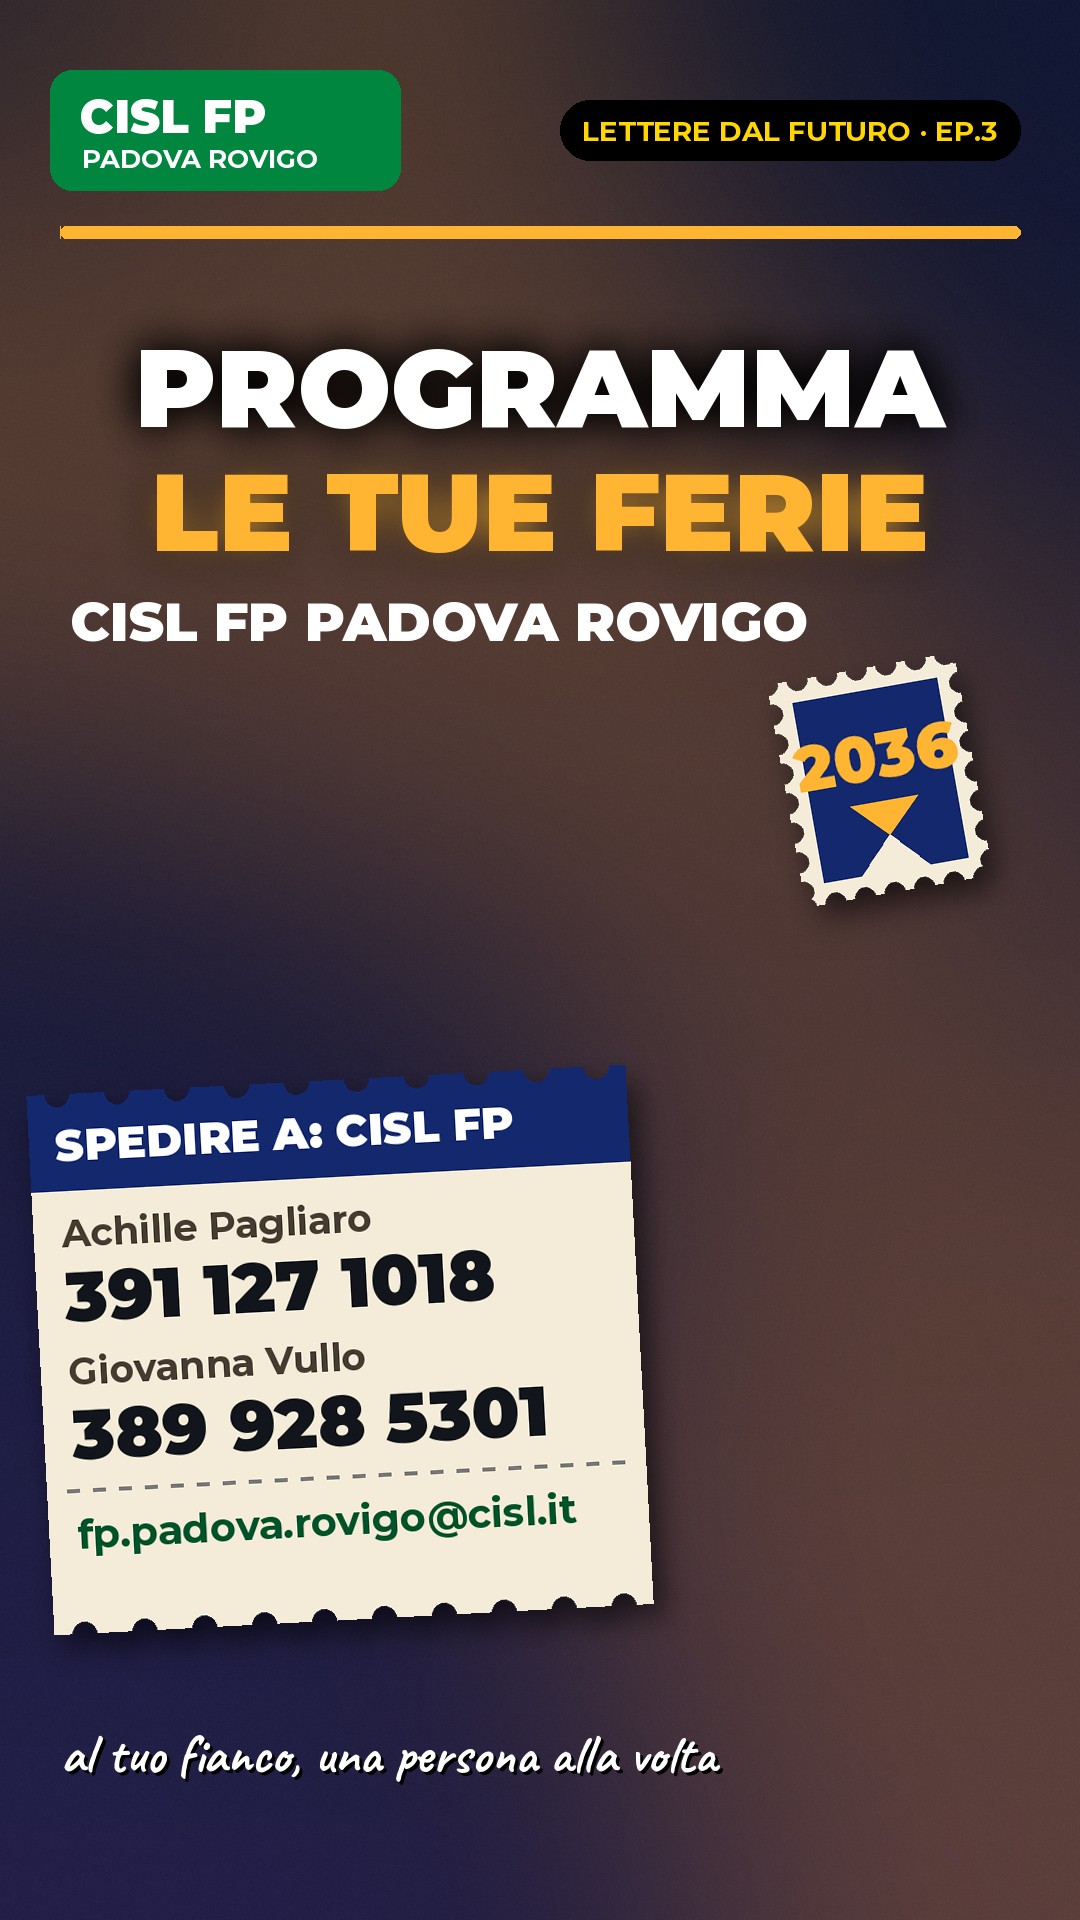 CISL FP
PADOVA ROVIGO
LETTERE DAL FUTURO · EP.3
PROGRAMMA
LE TUE FERIE
CISL FP PADOVA ROVIGO
2036
SPEDIRE A: CISL FP
Achille Pagliaro
391 127 1018
Giovanna Vullo
389 928 5301
fp.padova.rovigo@cisl.it
al tuo fianco, una persona alla volta